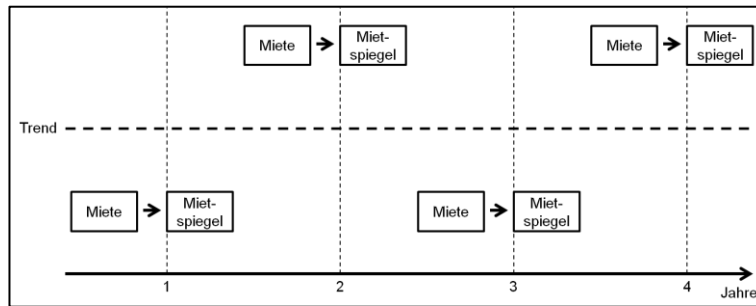 Miete
Miet-
spiegel
Miete
Miet-
spiegel
Trend
Miete
Miet-
spiegel
Miete
Miet-
spiegel
1
2
3
4
Jahre